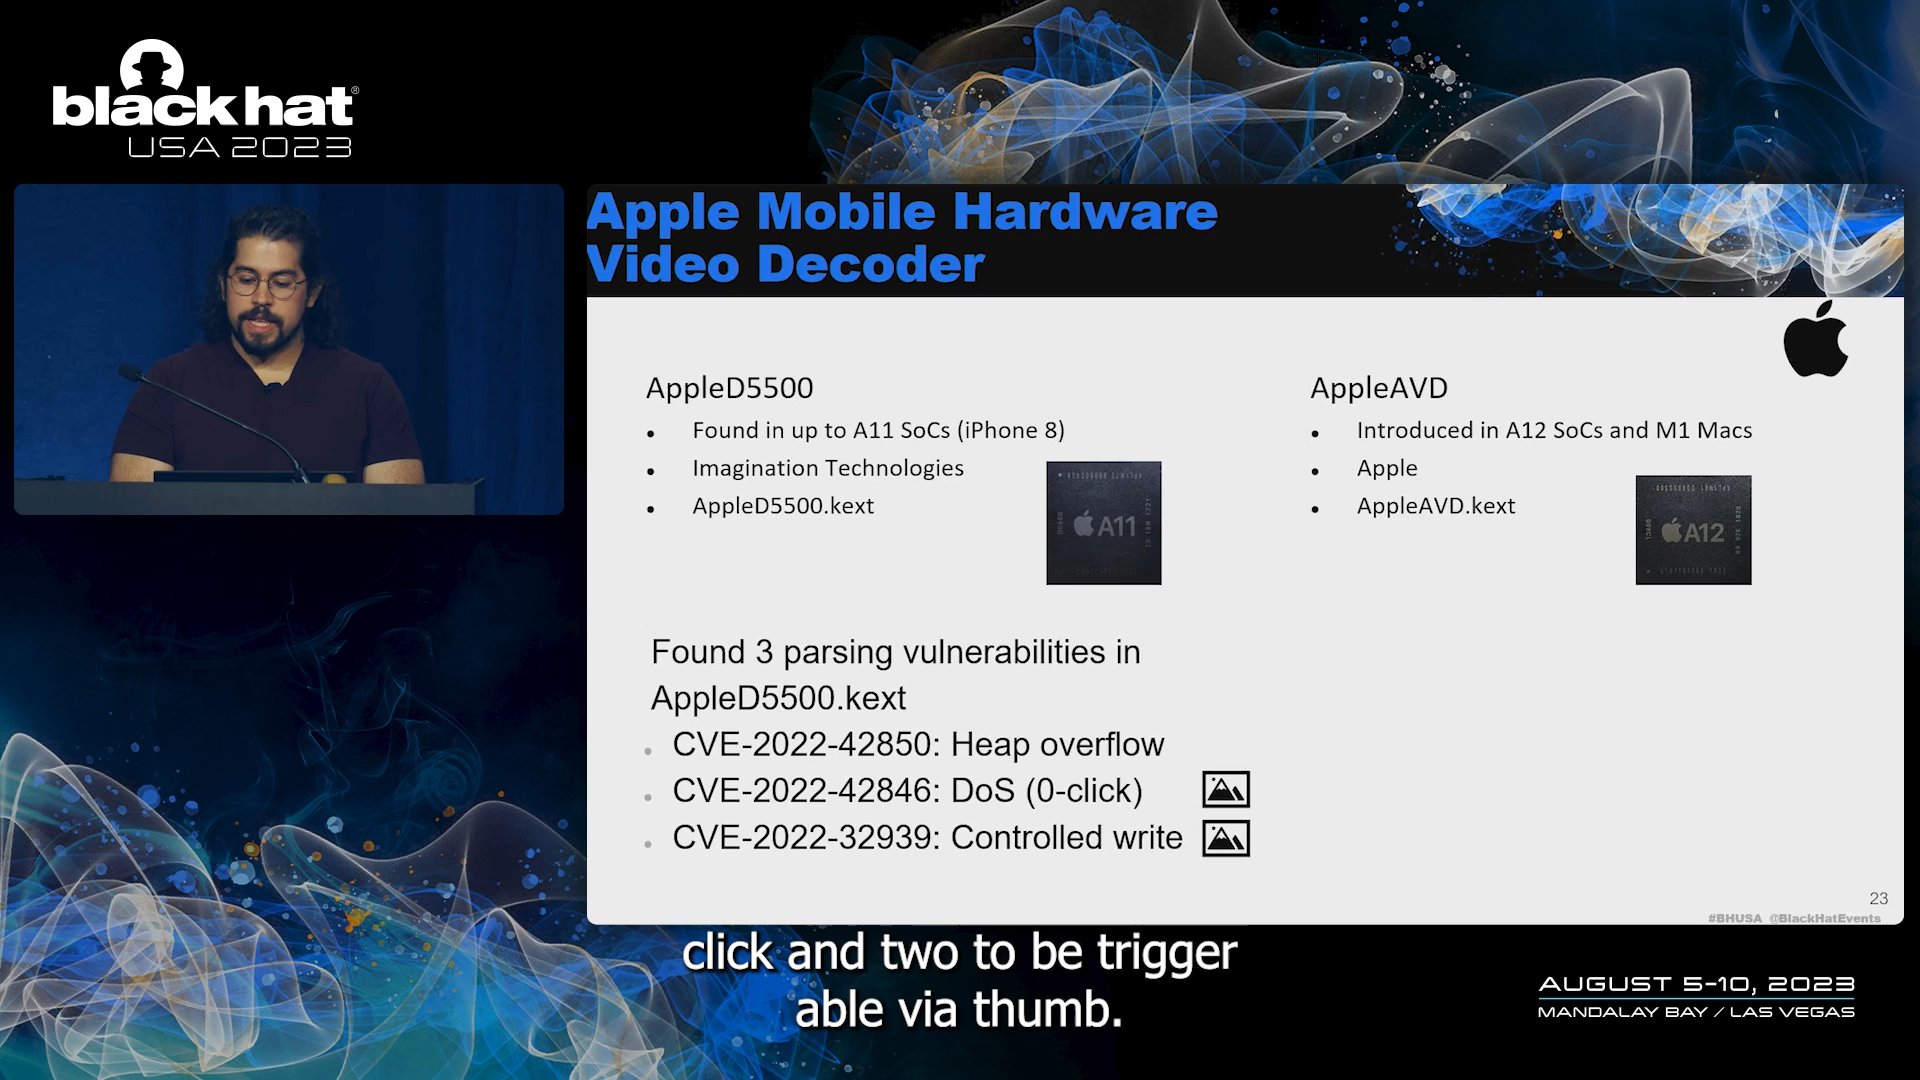 black hat®
USA 2023
Apple Mobile Hardware
Video Decoder
AppleD5500
• Found in up to A11 SoCs (iPhone 8)
• Imagination Technologies
• AppleD5500.kext
A11
AppleAVD
• Introduced in A12 SoCs and M1 Macs
• Apple
• AppleAVD.kext
A12
Found 3 parsing vulnerabilities in
AppleD5500.kext
• CVE-2022-42850: Heap overflow
• CVE-2022-42846: DoS (0-click)
• CVE-2022-32939: Controlled write
23
#BHUSA @BlackHatEvents
click and two to be trigger
able via thumb.
AUGUST 5-10, 2023
MANDALAY BAY / LAS VEGAS